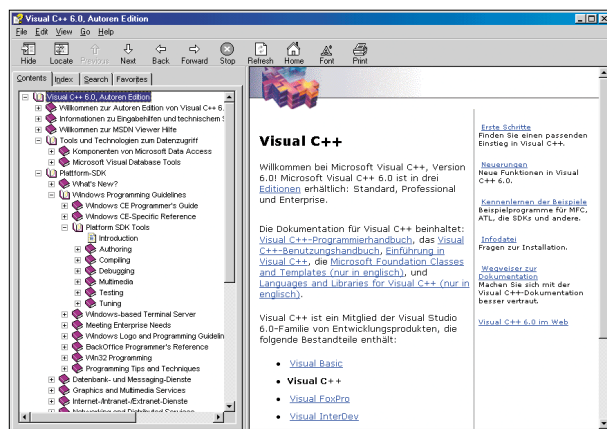 Visual C++ 6.0, Autoren Edition
File Edit View Go Help
Hide Locate Previous Next Back Forward Stop Refresh Home Font Print
Contents Index Search Favorites
Visual C++ 6.0, Autoren Edition
Willkommen zur Autoren Edition von Visual C++ 6.
Informationen zu Eingabehilfen und technischem
Willkommen zur MSDN Viewer Hilfe
Tools und Technologien zum Datenzugriff
Komponenten von Microsoft Data Access
Microsoft Visual Database Tools
Plattform-SDK
What's New?
Windows Programming Guidelines
Windows CE Programmer's Guide
Windows CE-Specific Reference
Platform SDK Tools
Introduction
Authoring
Compiling
Debugging
Multimedia
Testing
Tuning
Windows-based Terminal Server
Meeting Enterprise Needs
Windows Logo and Programming Guidelin
BackOffice Programmer's Reference
Win32 Programming
Programming Tips and Techniques
Datenbank- und Messaging-Dienste
Graphics and Multimedia Services
Internet-/Intranet-/Extranet-Dienste
Networking and Distributed Services
Visual C++
Willkommen bei Microsoft Visual C++, Version
6.0! Microsoft Visual C++ 6.0 ist in drei
Editionen erhältlich: Standard, Professional
und Enterprise.
Die Dokumentation für Visual C++ beinhaltet:
Visual C++-Programmierhandbuch, das Visual
C++-Benutzungshandbuch, Einführung in
Visual C++, die Microsoft Foundation Classes
and Templates (nur in englisch), und
Languages and Libraries for Visual C++ (nur in
englisch).
Visual C++ ist ein Mitglied der Visual Studio
6.0-Familie von Entwicklungsprodukten, die
folgende Bestandteile enthält:
• Visual Basic
• Visual C++
• Visual FoxPro
• Visual InterDev
Erste Schritte
Finden Sie einen passenden
Einstieg in Visual C++.
Neuerungen
Neue Funktionen in Visual
C++ 6.0.
Kennenlernen der Beispiele
Beispielprogramme für MFC,
ATL, die SDKs und andere.
Infodatei
Fragen zur Installation.
Wegweiser zur
Dokumentation
Machen Sie sich mit der
Visual C++-Dokumentation
besser vertraut.
Visual C++ 6.0 im Web